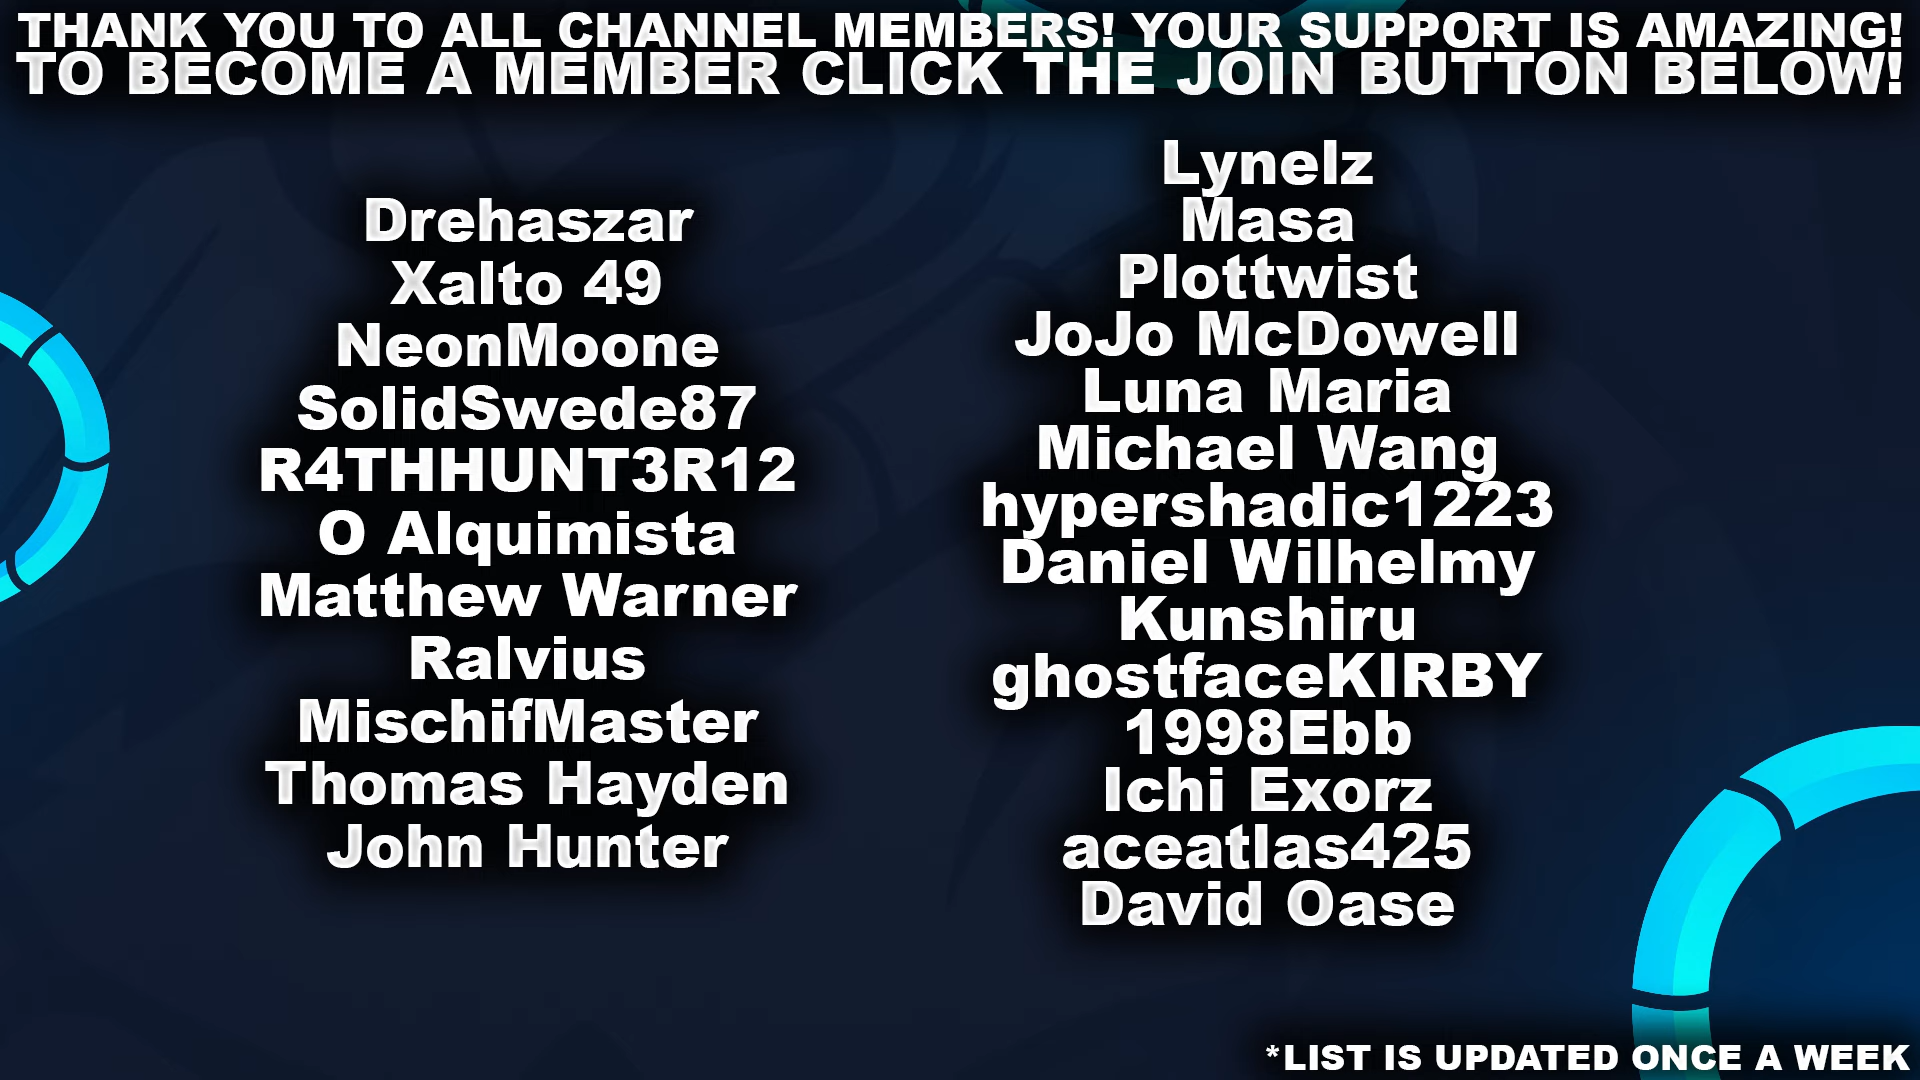 THANK YOU TO ALL CHANNEL MEMBERS! YOUR SUPPORT IS AMAZING!
TO BECOME A MEMBER CLICK THE JOIN BUTTON BELOW!
Drehaszar
Xalto 49
NeonMoone
SolidSwede87
R4THHUNT3R12
O Alquimista
Matthew Warner
Ralvius
MischifMaster
Thomas Hayden
John Hunter
Lynelz
Masa
Plottwist
JoJo McDowell
Luna Maria
Michael Wang
hypershadic1223
Daniel Wilhelmy
Kunshiru
ghostfaceKIRBY
1998Ebb
Ichi Exorz
aceatlas425
David Oase
*LIST IS UPDATED ONCE A WEEK